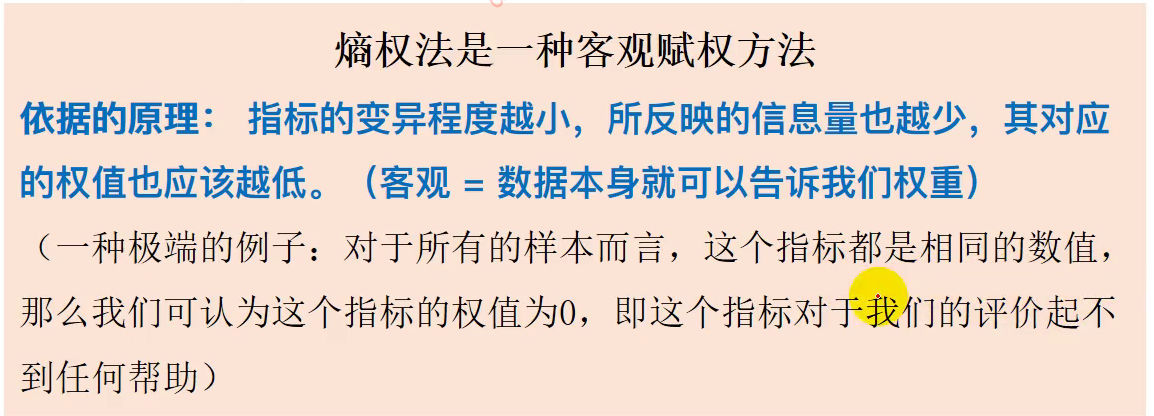 熵权法是一种客观赋权方法
依据的原理： 指标的变异程度越小，所反映的信息量也越少，其对应
的权值也应该越低。（客观 = 数据本身就可以告诉我们权重）
（一种极端的例子：对于所有的样本而言，这个指标都是相同的数值，
那么我们可认为这个指标的权值为0，即这个指标对于我们的评价起不
到任何帮助）